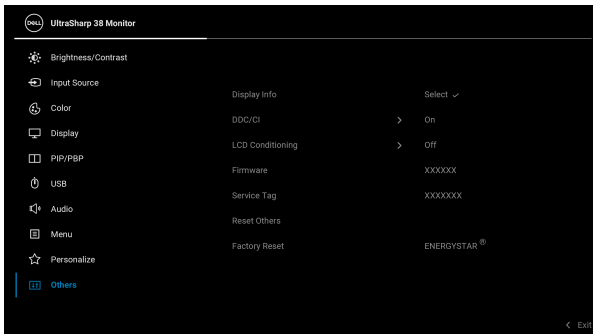 DELL UltraSharp 38 Monitor
Brightness/Contrast
Input Source
Color
Display
PIP/PBP
USB
Audio
Menu
Personalize
Others
Display Info Select
DDC/CI On
LCD Conditioning Off
Firmware XXXXXX
Service Tag XXXXXXX
Reset Others
Factory Reset ENERGYSTAR ®
Exit